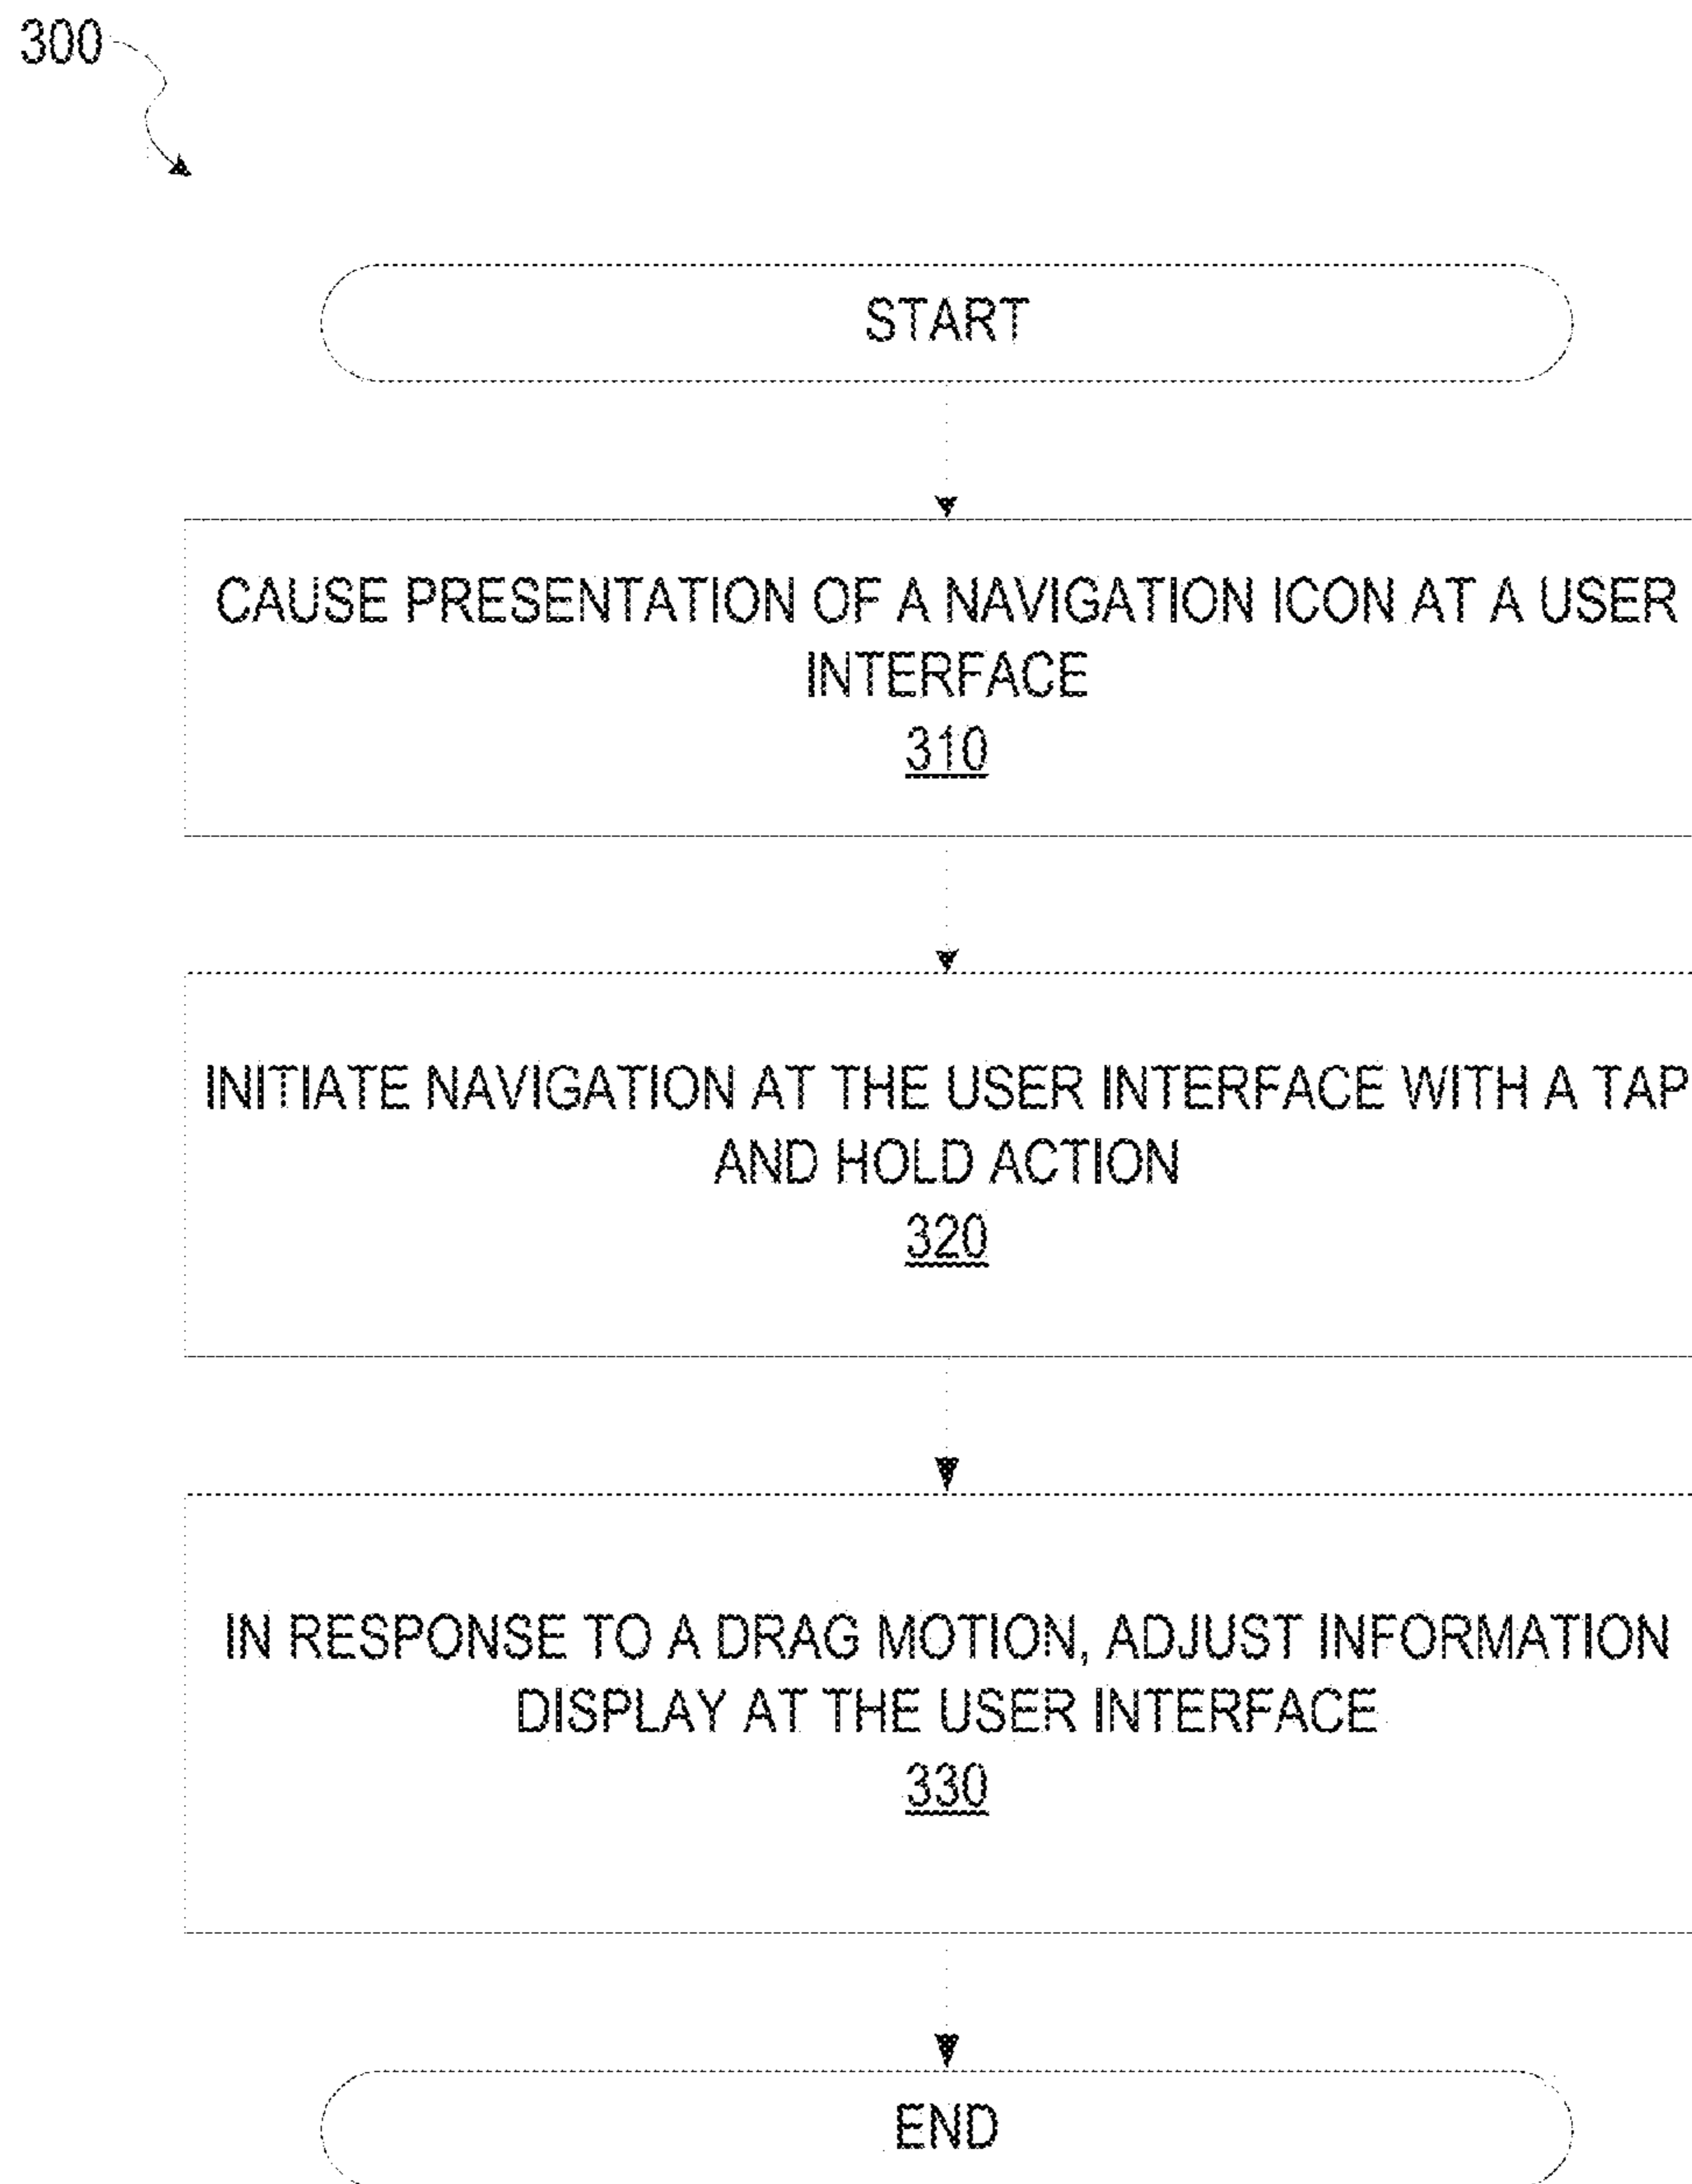 300
START
CAUSE PRESENTATION OF A NAVIGATION ICON AT A USER
INTERFACE
310
INITIATE NAVIGATION AT THE USER INTERFACE WITH A TAP
AND HOLD ACTION
320
IN RESPONSE TO A DRAG MOTION, ADJUST INFORMATION
DISPLAY AT THE USER INTERFACE
330
END